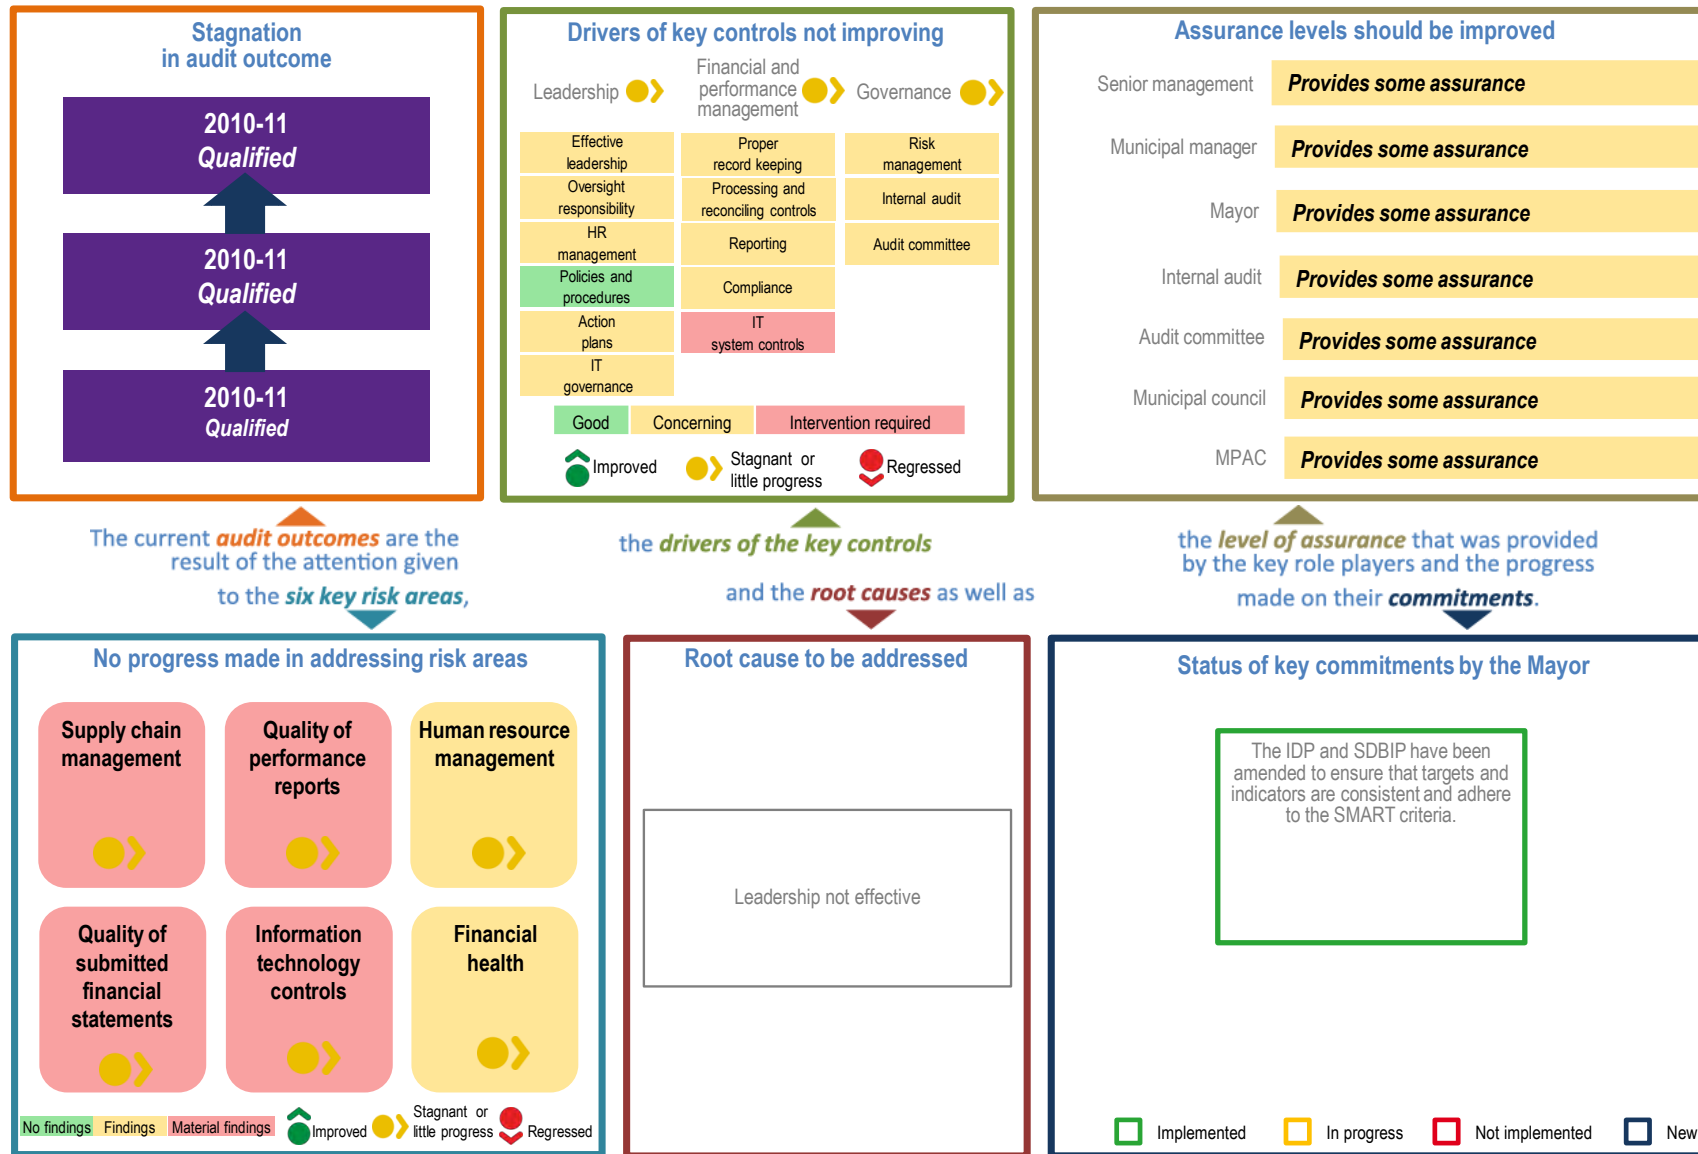 Stagnation
in audit outcome
2010-11
Qualified
2010-11
Qualified
2010-11
Qualified
Drivers of key controls not improving
Leadership
Financial and
performance
management
Governance
Effective
leadership
Oversight
responsibility
HR
management
Policies and
procedures
Action
plans
IT
governance
Proper
record keeping
Processing and
reconciling controls
Reporting
Compliance
IT
system controls
Risk
management
Internal audit
Audit committee
Good
Concerning
Intervention required
Improved
Stagnant or
little progress
Regressed
Assurance levels should be improved
Senior management
Provides some assurance
Municipal manager
Provides some assurance
Mayor
Provides some assurance
Internal audit
Provides some assurance
Audit committee
Provides some assurance
Municipal council
Provides some assurance
MPAC
Provides some assurance
The current audit outcomes are the
result of the attention given
to the six key risk areas,
the drivers of the key controls
and the root causes as well as
the level of assurance that was provided
by the key role players and the progress
made on their commitments.
No progress made in addressing risk areas
Supply chain
management
Quality of
performance
reports
Human resource
management
Quality of
submitted
financial
statements
Information
technology
controls
Financial
health
No findings
Findings
Material findings
Improved
Stagnant or
little progress
Regressed
Root cause to be addressed
Leadership not effective
Status of key commitments by the Mayor
The IDP and SDBIP have been
amended to ensure that targets and
indicators are consistent and adhere
to the SMART criteria.
Implemented
In progress
Not implemented
New